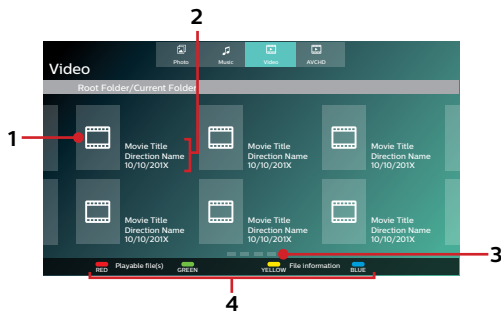 2
Photo Music Video AVCHD
Video
Root Folder/Current Folder
1
Movie Title
Direction Name
10/10/201X
Movie Title
Direction Name
10/10/201X
Movie Title
Direction Name
10/10/201X
Movie Title
Direction Name
10/10/201X
Movie Title
Direction Name
10/10/201X
Movie Title
Direction Name
10/10/201X
3
RED Playable file(s) GREEN YELLOW File information BLUE
4